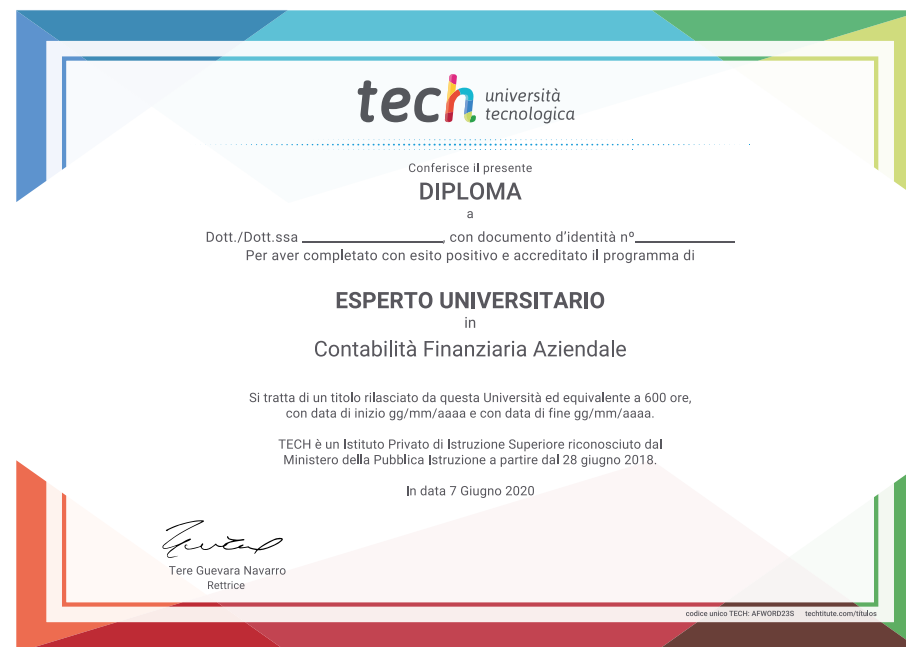 tech università
tecnologica
Conferisce il presente
DIPLOMA
a
Dott./Dott.ssa ____________________, con documento d'identità nº______________
Per aver completato con esito positivo e accreditato il programma di
ESPERTO UNIVERSITARIO
in
Contabilità Finanziaria Aziendale
Si tratta di un titolo rilasciato da questa Università ed equivalente a 600 ore,
con data di inizio gg/mm/aaaa e con data di fine gg/mm/aaaa.
TECH è un Istituto Privato di Istruzione Superiore riconosciuto dal
Ministero della Pubblica Istruzione a partire dal 28 giugno 2018.
In data 7 Giugno 2020
Tere Guevara Navarro
Rettrice
codice unico TECH: AFWORD23S techtitute.com/titulos